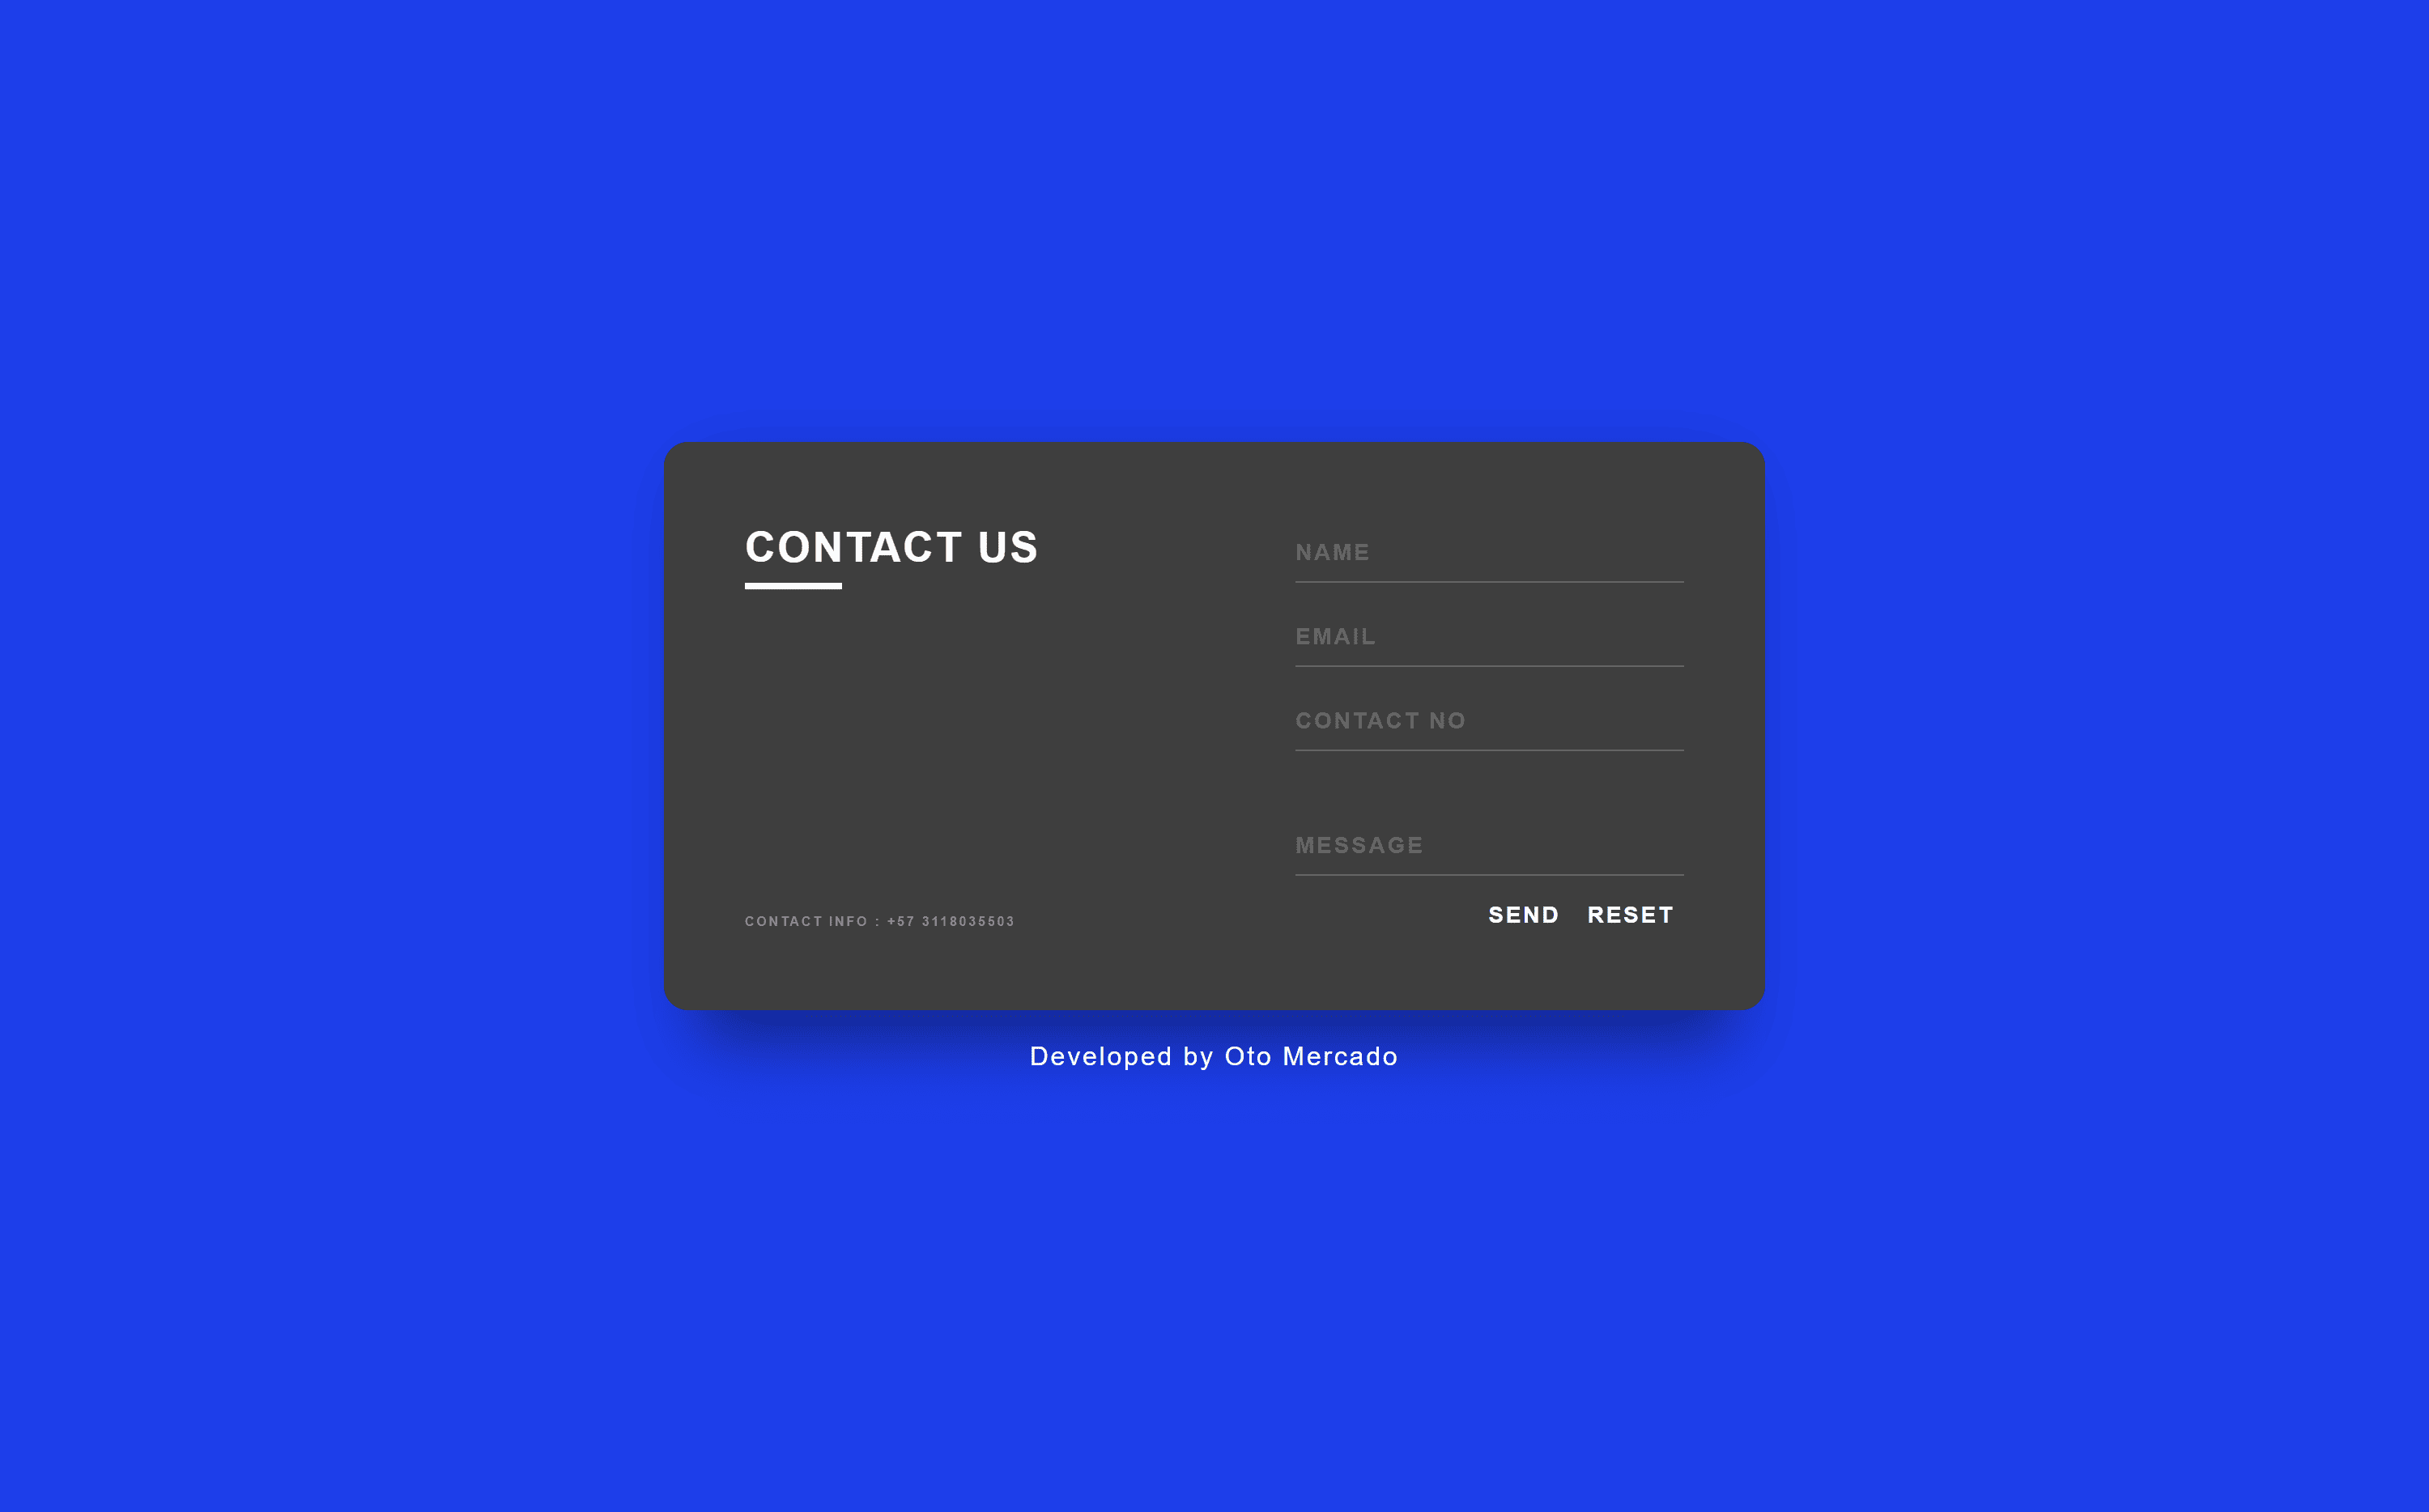 CONTACT US
NAME
EMAIL
CONTACT NO
MESSAGE
SEND RESET
CONTACT INFO : +57 3118035503
Developed by Oto Mercado